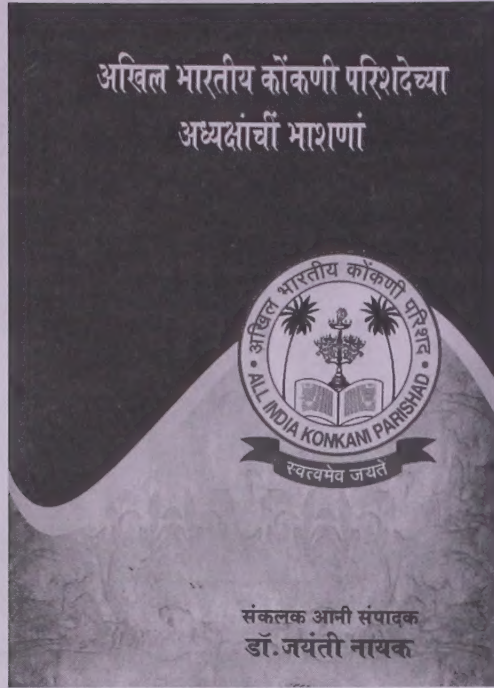 अखिल भारतीय कोंकणी परिशदेच्या
अध्यक्षांचीं भाशणां
• अखिल भारतीय कोंकणी परिशद •
ALL INDIA KONKANI PARISHAD
स्वत्वमेव जयते
संकलक आनी संपादक
डॉ. जयंती नायक